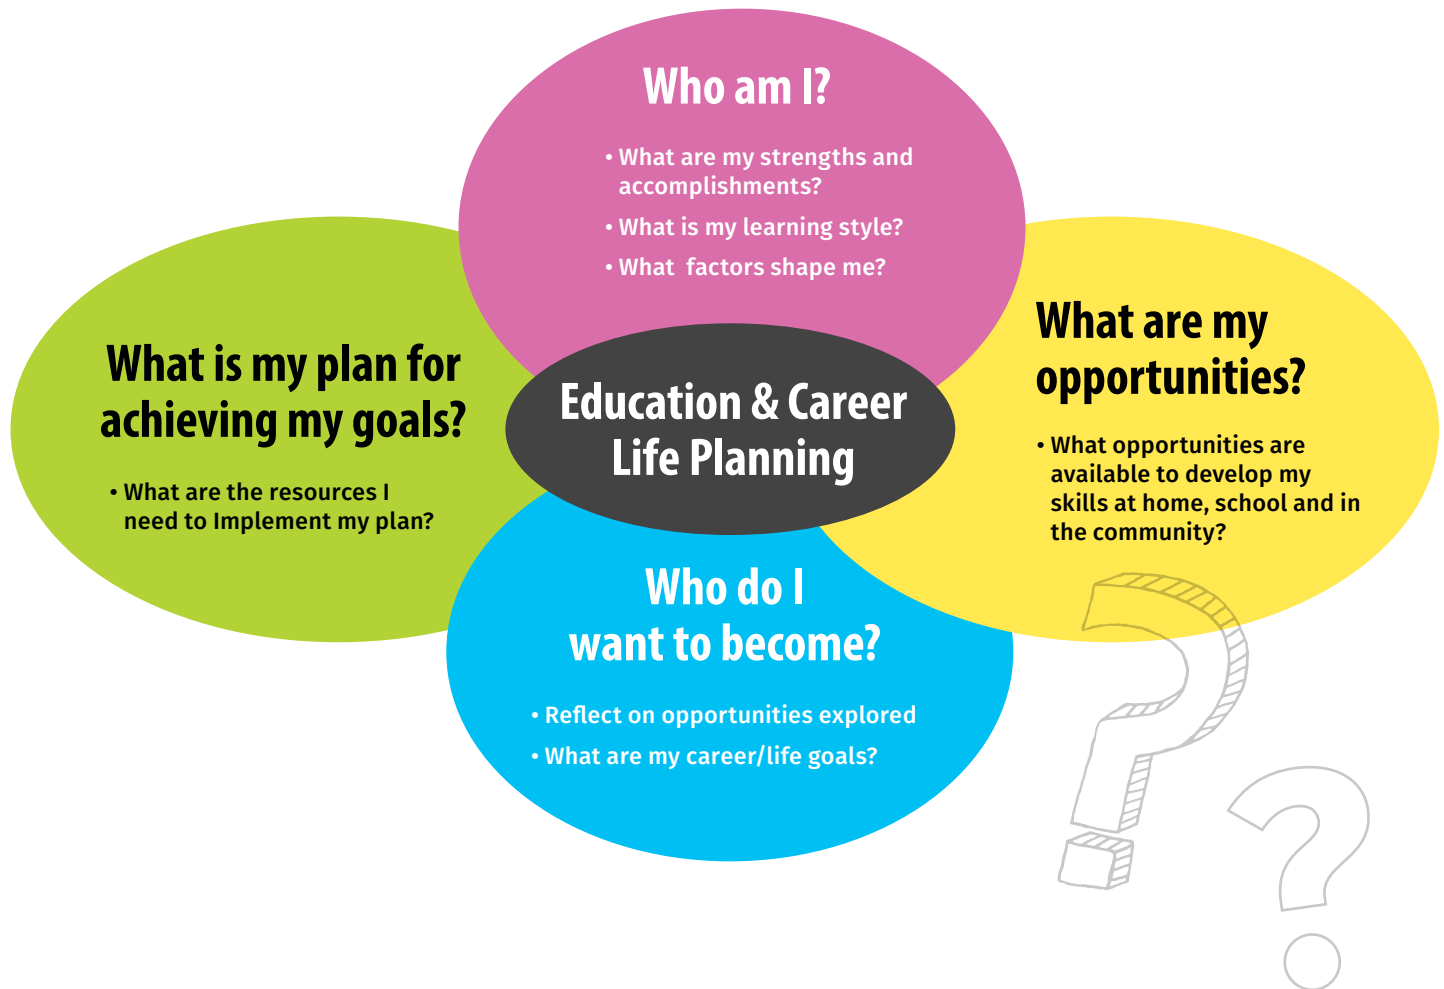 Who am I?
• What are my strengths and
accomplishments?
• What is my learning style?
• What  factors shape me?
What is my plan for
achieving my goals?
• What are the resources I
need to Implement my plan?
Education & Career
Life Planning
What are my
opportunities?
• What opportunities are
available to develop my
skills at home, school and in
the community?
Who do I
want to become?
• Reflect on opportunities explored
• What are my career/life goals?
? ?